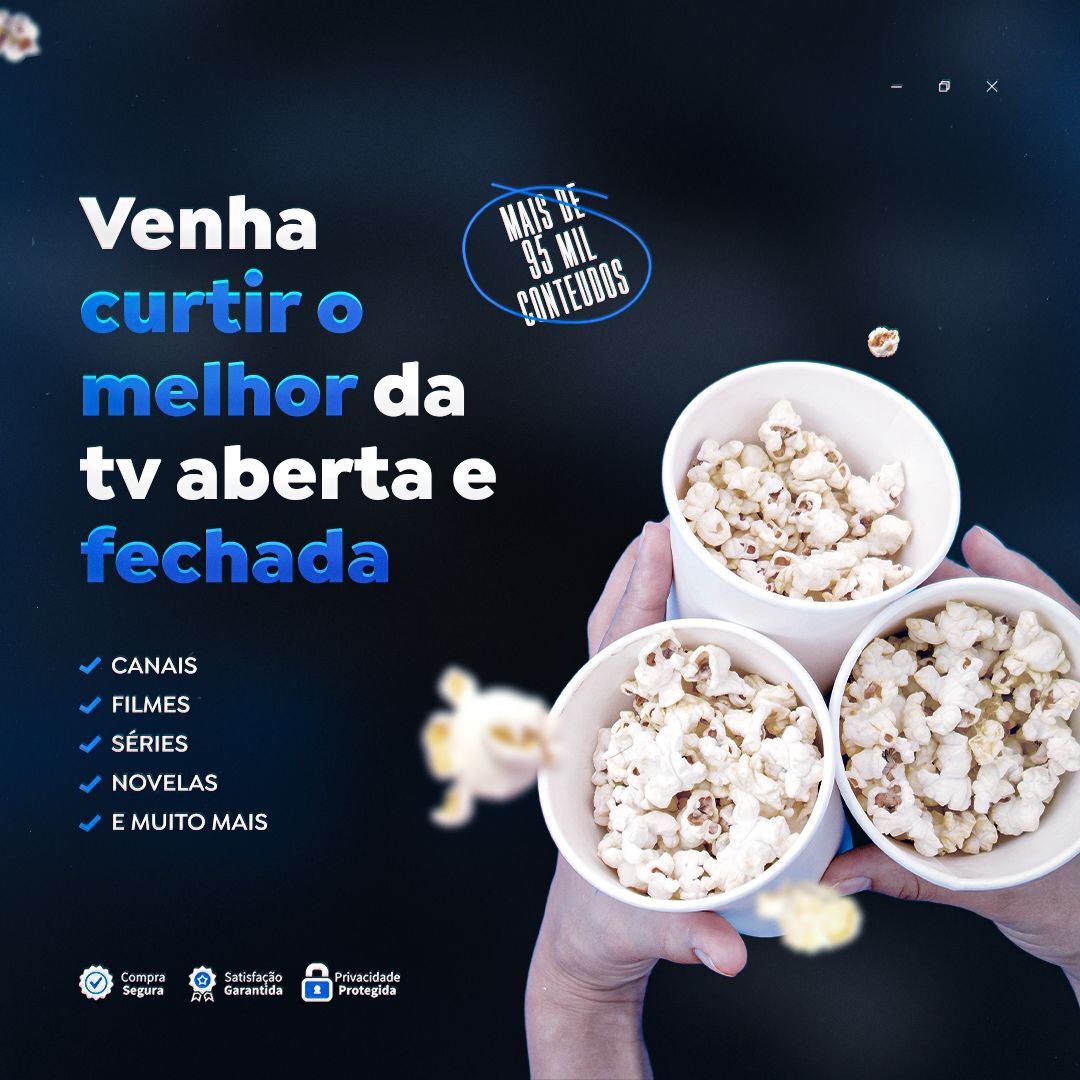 Venha
curtir o
melhor da
tv aberta e
fechada
MAIS DE
95 MIL
CONTEUDOS
CANAIS
FILMES
SÉRIES
NOVELAS
E MUITO MAIS
Compra
Segura
Satisfação
Garantida
Privacidade
Protegida